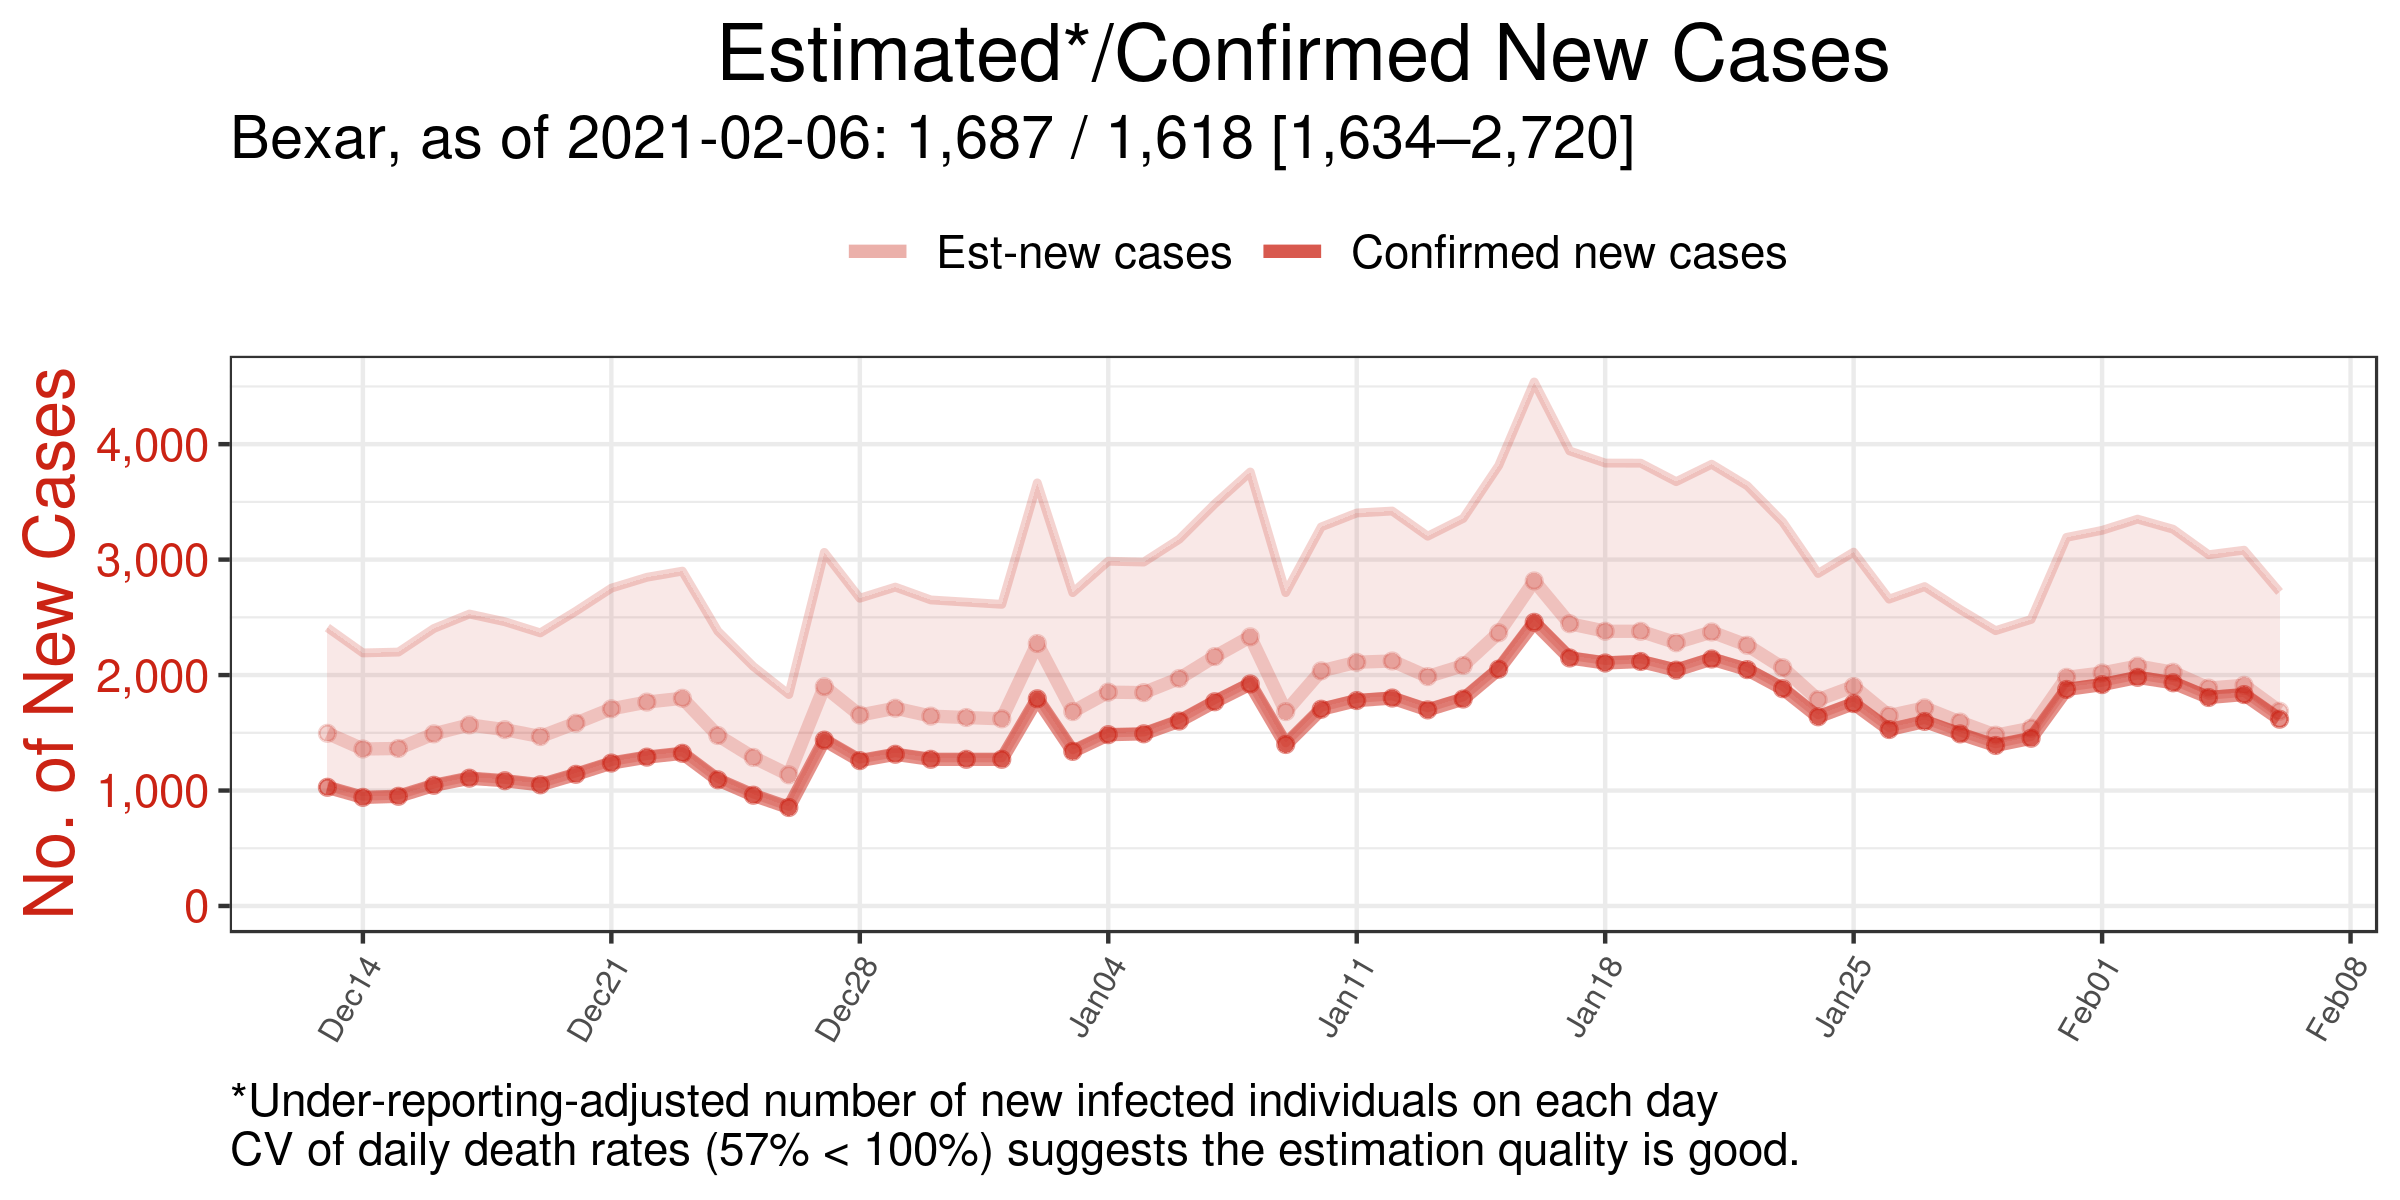 Estimated*/Confirmed New Cases
Bexar, as of 2021-02-06: 1,687 / 1,618 [1,634–2,720]
Est-new cases
Confirmed new cases
No. of New Cases
4,000
3,000
2,000
1,000
0
Dec14
Dec21
Dec28
Jan04
Jan11
Jan18
Jan25
Feb01
Feb08
*Under-reporting-adjusted number of new infected individuals on each day
CV of daily death rates (57% < 100%) suggests the estimation quality is good.